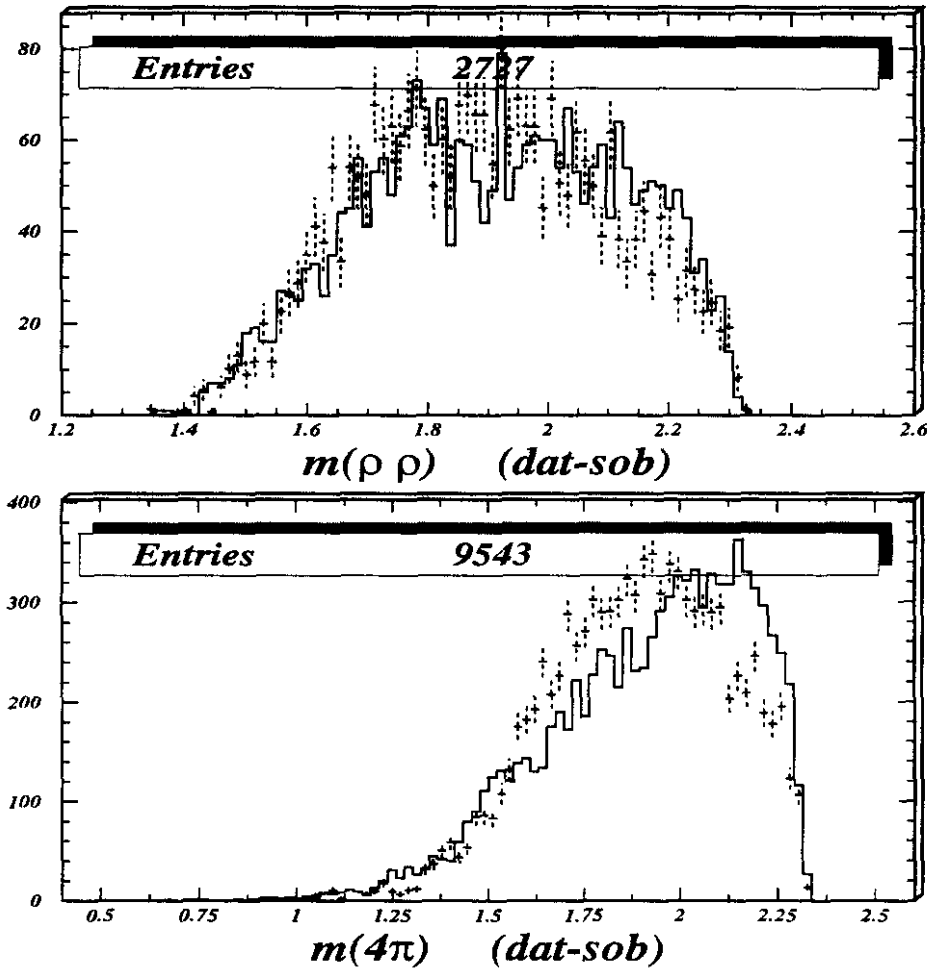 80
Entries 2727
60
40
20
0
1.2 1.4 1.6 1.8 2 2.2 2.4 2.6
m(ρ ρ) (dat-sob)
400
Entries 9543
300
200
100
0
0.5 0.75 1 1.25 1.5 1.75 2 2.25 2.5
m(4π) (dat-sob)